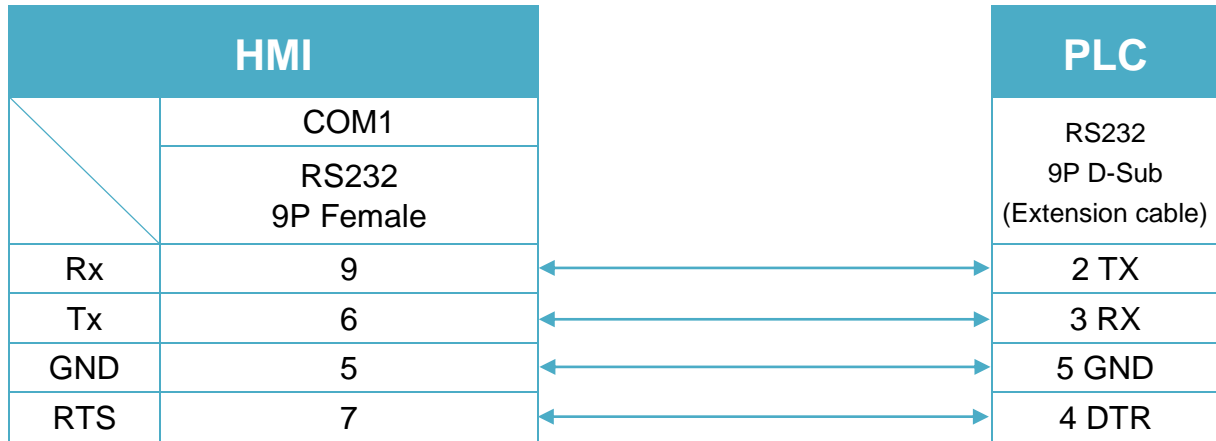 HMI
PLC
COM1
RS232
9P Female
RS232
9P D-Sub
(Extension cable)
Rx 9 2 TX
Tx 6 3 RX
GND 5 5 GND
RTS 7 4 DTR